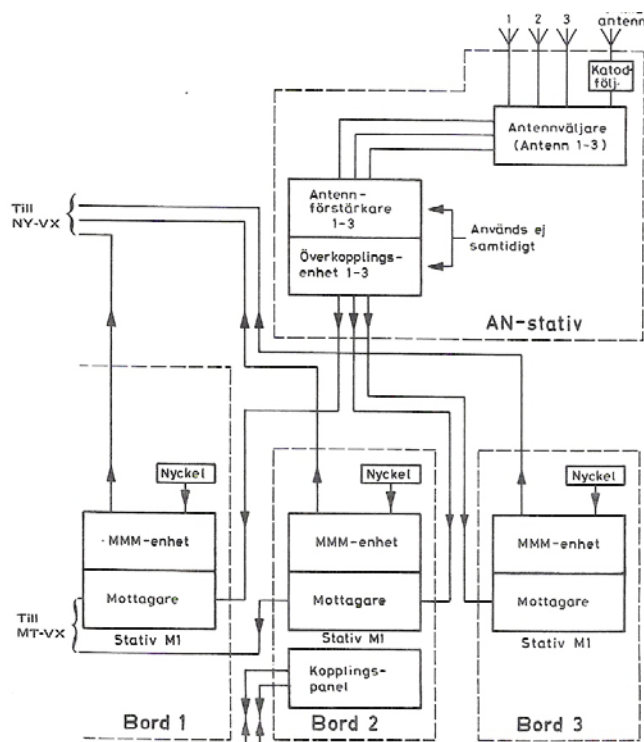 1 2 3
antenn
Katod-
följ.
Antennväljare
(Antenn 1-3)
Antenn-
förstärkare
1-3
Överkopplings-
enhet 1-3
Används ej
samtidigt
AN-stativ
Till
NY-VX
Nyckel
MMM-enhet
Mottagare
Stativ M1
Bord 1
Till
MT-VX
Nyckel
MMM-enhet
Mottagare
Stativ M1
Kopplings-
panel
Bord 2
Nyckel
MMM-enhet
Mottagare
Stativ M1
Bord 3